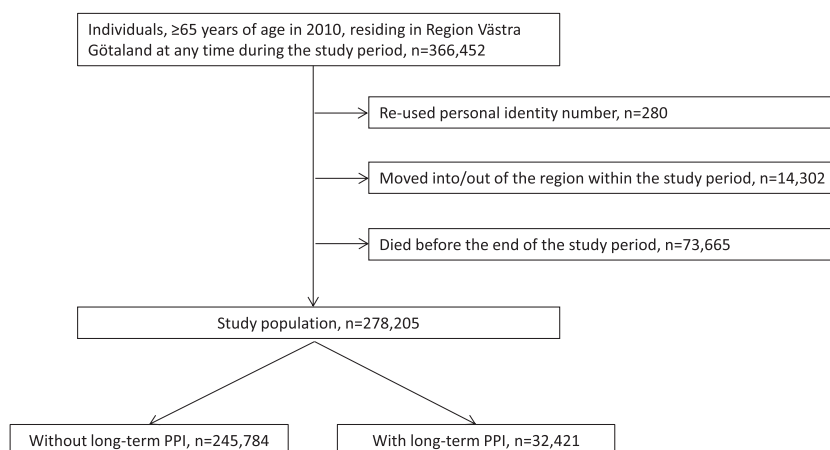 Individuals, ≥65 years of age in 2010, residing in Region Västra
Götaland at any time during the study period, n=366,452
Re-used personal identity number, n=280
Moved into/out of the region within the study period, n=14,302
Died before the end of the study period, n=73,665
Study population, n=278,205
Without long-term PPI, n=245,784
With long-term PPI, n=32,421